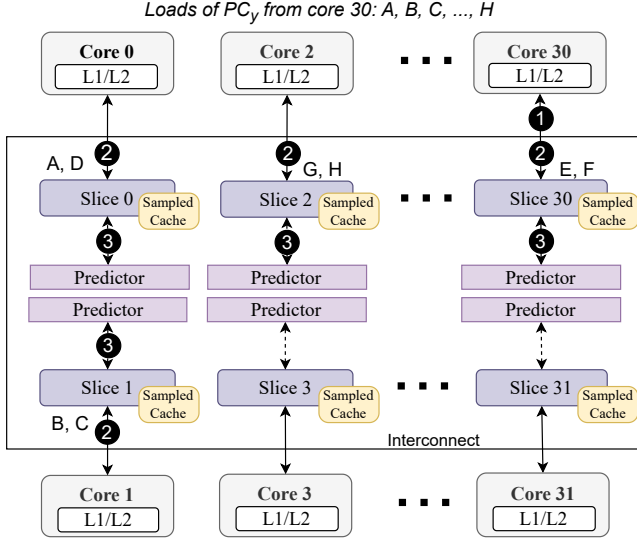 Loads of PCy from core 30: A, B, C, ..., H
Core 0
L1/L2
Core 2
L1/L2
Core 30
L1/L2
1
2
A, D
2
G, H
2
E, F
Slice 0
Sampled
Cache
Slice 2
Sampled
Cache
Slice 30
Sampled
Cache
3
3
3
Predictor
Predictor
Predictor
Predictor
Predictor
Predictor
3
Slice 1
Sampled
Cache
Slice 3
Sampled
Cache
Slice 31
Sampled
Cache
B, C
2
Interconnect
Core 1
L1/L2
Core 3
L1/L2
Core 31
L1/L2